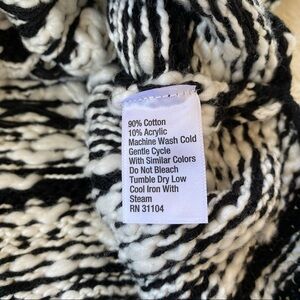 90% Cotton
10% Acrylic
Machine Wash Cold
Gentle Cycle
With Similar Colors
Do Not Bleach
Tumble Dry Low
Cool Iron With
Steam
RN 31104